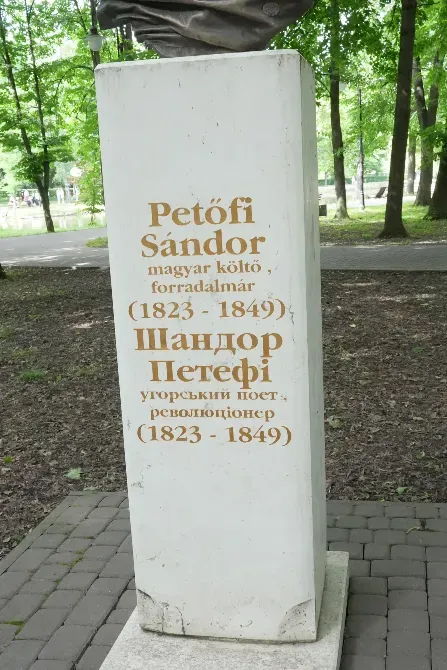 Petőfi
Sándor
magyar költő,
forradalmár
(1823 - 1849)
Шандор
Петефі
угорський поет,
революціонер
(1823 - 1849)